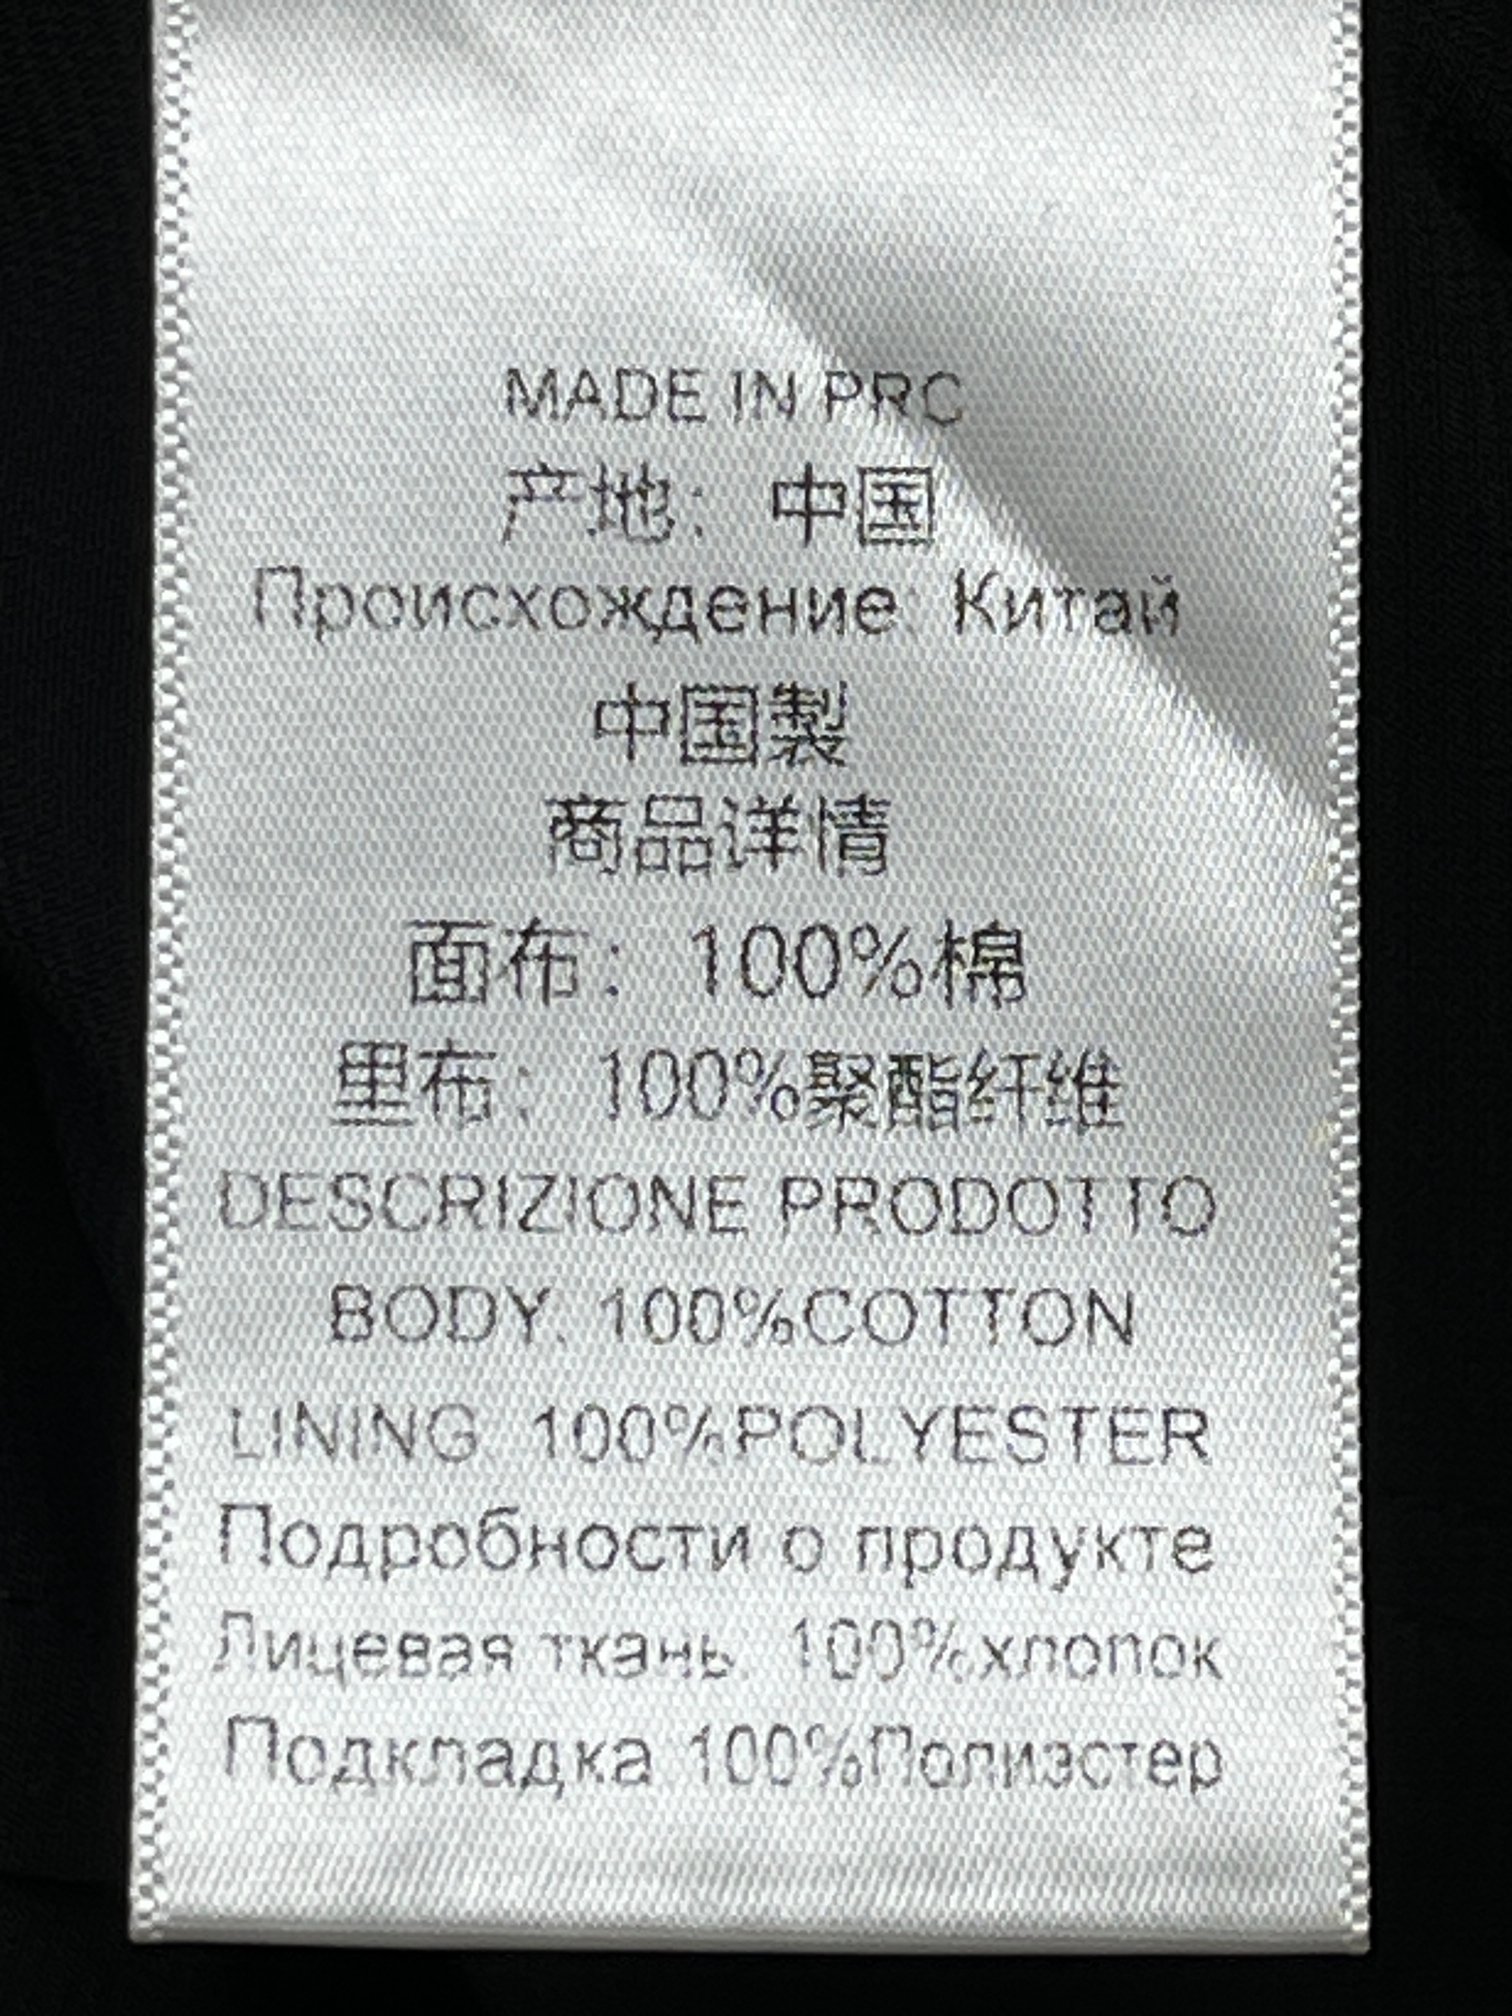 MADE IN PRC
产地：中国
Происхождение: Китай
中国製
商品详情
面布：100%棉
里布：100%聚酯纤维
DESCRIZIONE PRODOTTO
BODY: 100%COTTON
LINING: 100%POLYESTER
Подробности о продукте
Лицевая ткань: 100%хлопок
Подкладка:100%Полиэстер